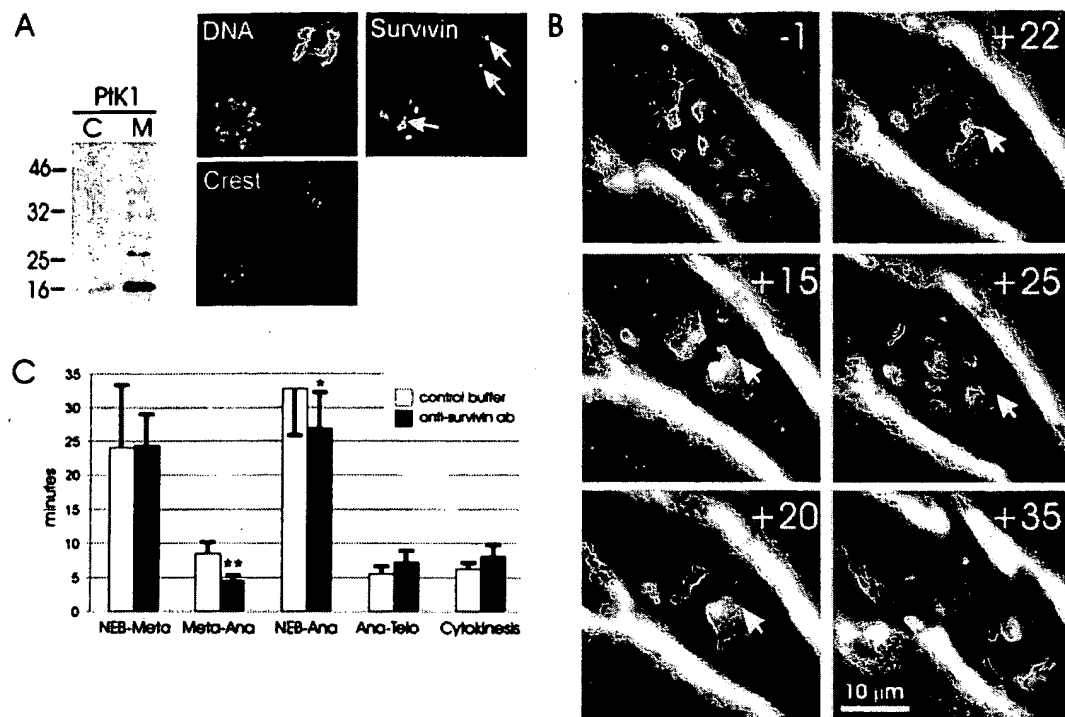 A
PtK1
C M
46
32
25
16
DNA
Survivin
Crest
B
-1
+22
+15
+25
+20
+35
10 µm
C
35
30
25
20
15
10
5
0
minutes
control buffer
anti-survivin ab
**
*
NEB-Meta Meta-Ana NEB-Ana Ana-Telo Cytokinesis